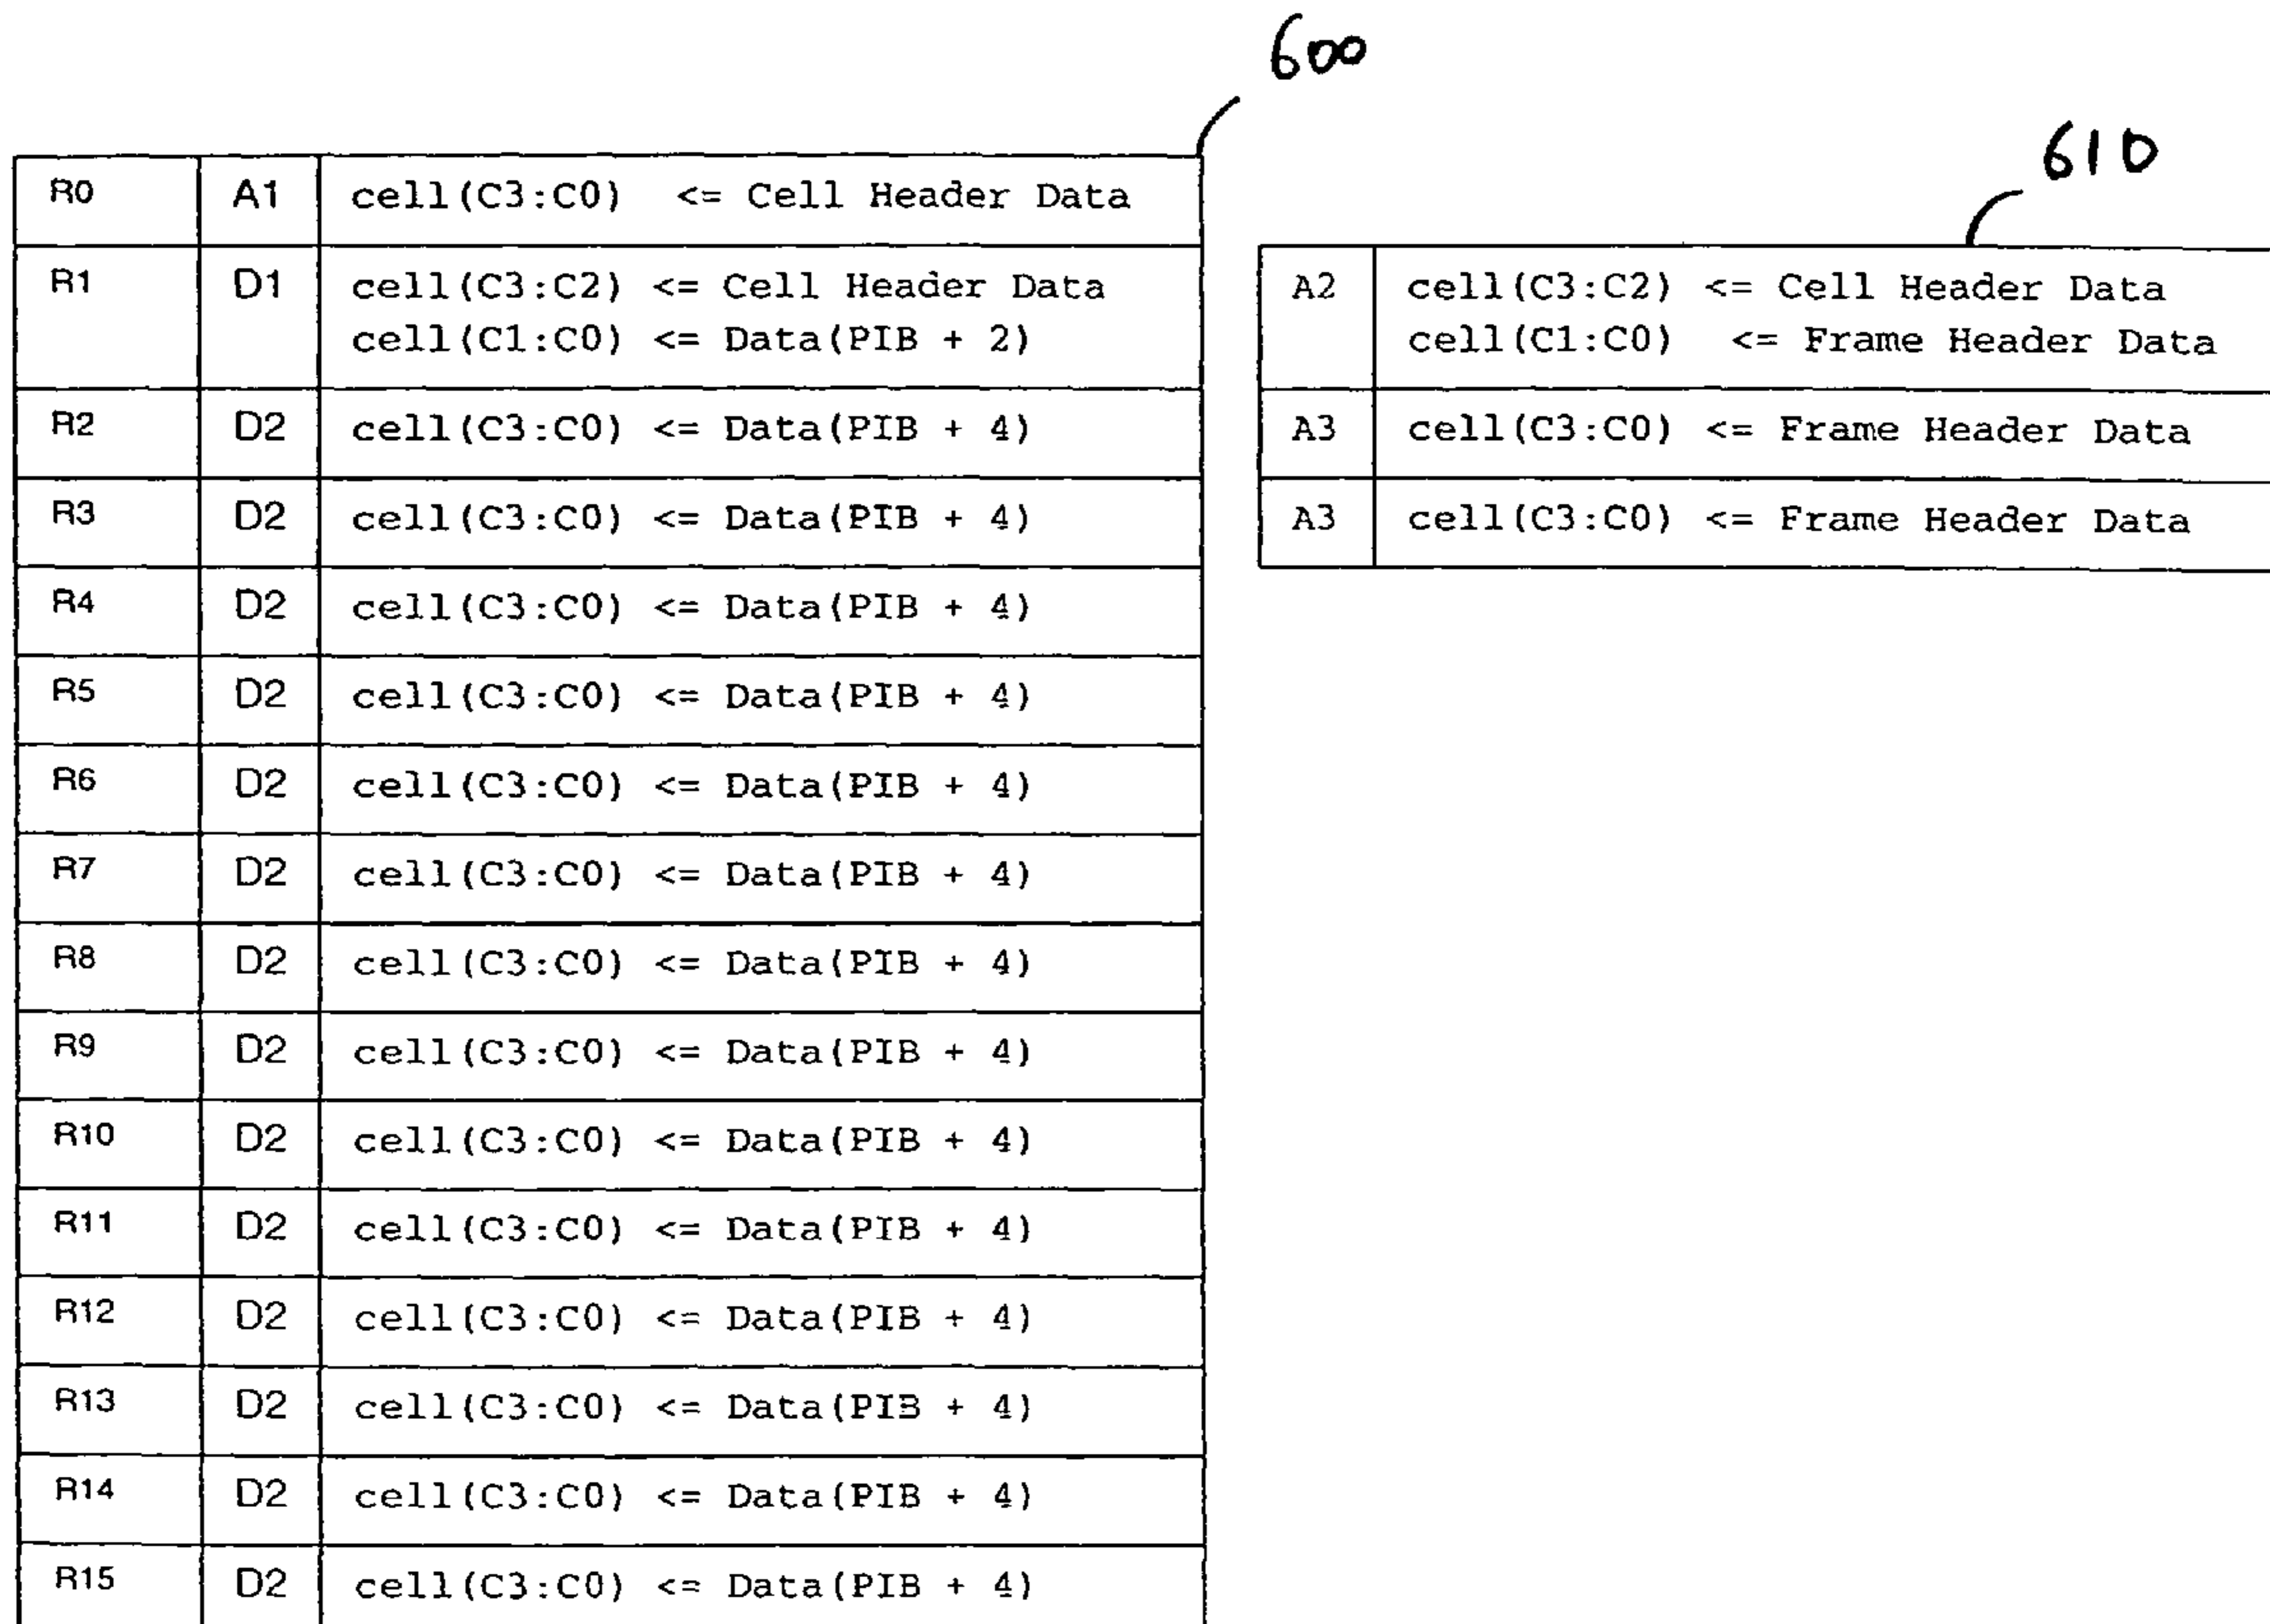 600
610
R0 A1 cell(C3:C0) <= Cell Header Data
R1 D1 cell(C3:C2) <= Cell Header Data
cell(C1:C0) <= Data(PIB + 2)
R2 D2 cell(C3:C0) <= Data(PIB + 4)
R3 D2 cell(C3:C0) <= Data(PIB + 4)
R4 D2 cell(C3:C0) <= Data(PIB + 4)
R5 D2 cell(C3:C0) <= Data(PIB + 4)
R6 D2 cell(C3:C0) <= Data(PIB + 4)
R7 D2 cell(C3:C0) <= Data(PIB + 4)
R8 D2 cell(C3:C0) <= Data(PIB + 4)
R9 D2 cell(C3:C0) <= Data(PIB + 4)
R10 D2 cell(C3:C0) <= Data(PIB + 4)
R11 D2 cell(C3:C0) <= Data(PIB + 4)
R12 D2 cell(C3:C0) <= Data(PIB + 4)
R13 D2 cell(C3:C0) <= Data(PIB + 4)
R14 D2 cell(C3:C0) <= Data(PIB + 4)
R15 D2 cell(C3:C0) <= Data(PIB + 4)
A2 cell(C3:C2) <= Cell Header Data
cell(C1:C0) <= Frame Header Data
A3 cell(C3:C0) <= Frame Header Data
A3 cell(C3:C0) <= Frame Header Data